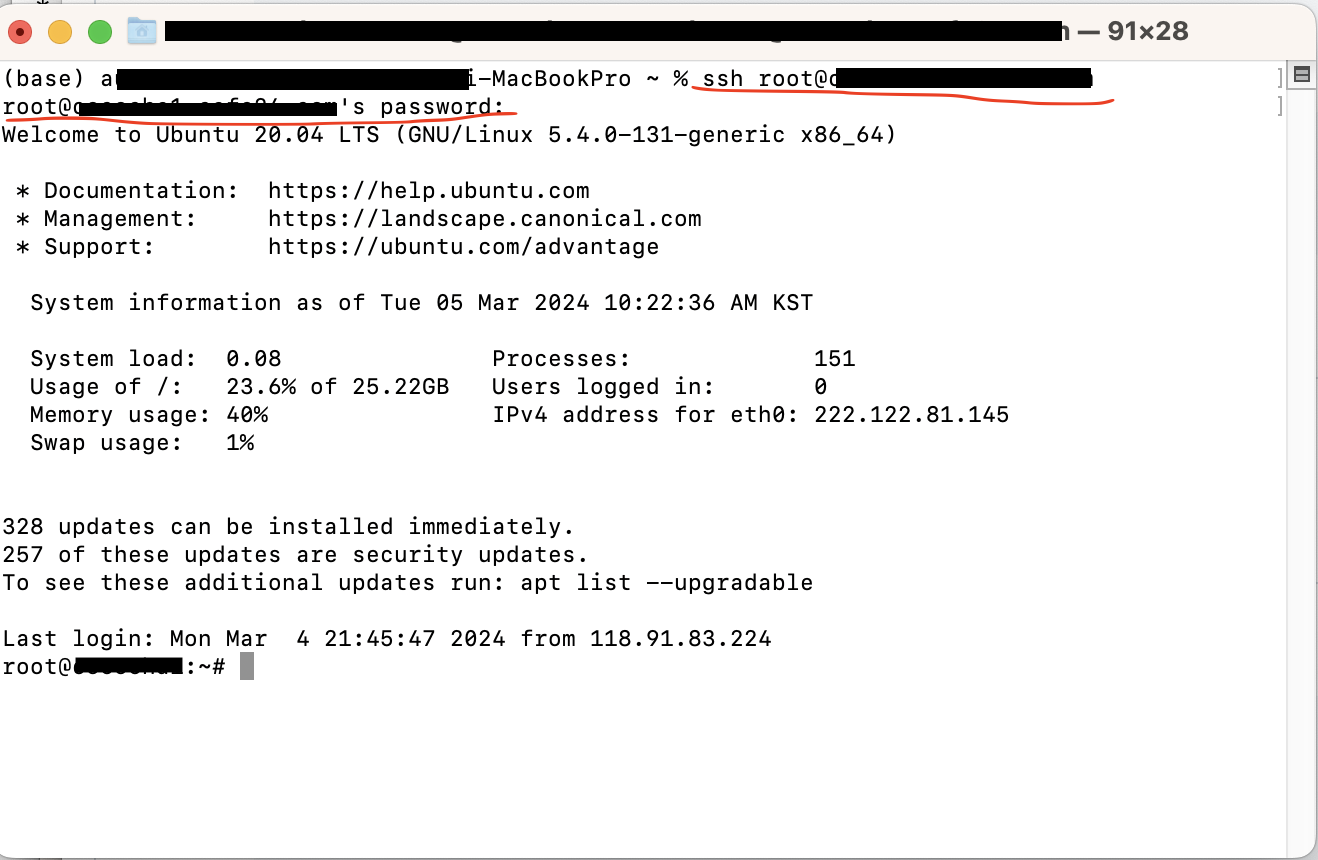 — 91×28
(base) a i-MacBookPro ~ % ssh root@
root@ 's password:
Welcome to Ubuntu 20.04 LTS (GNU/Linux 5.4.0-131-generic x86_64)
* Documentation: https://help.ubuntu.com
* Management: https://landscape.canonical.com
* Support: https://ubuntu.com/advantage
System information as of Tue 05 Mar 2024 10:22:36 AM KST
System load: 0.08 Processes: 151
Usage of /: 23.6% of 25.22GB Users logged in: 0
Memory usage: 40% IPv4 address for eth0: 222.122.81.145
Swap usage: 1%
328 updates can be installed immediately.
257 of these updates are security updates.
To see these additional updates run: apt list --upgradable
Last login: Mon Mar 4 21:45:47 2024 from 118.91.83.224
root@ :~#